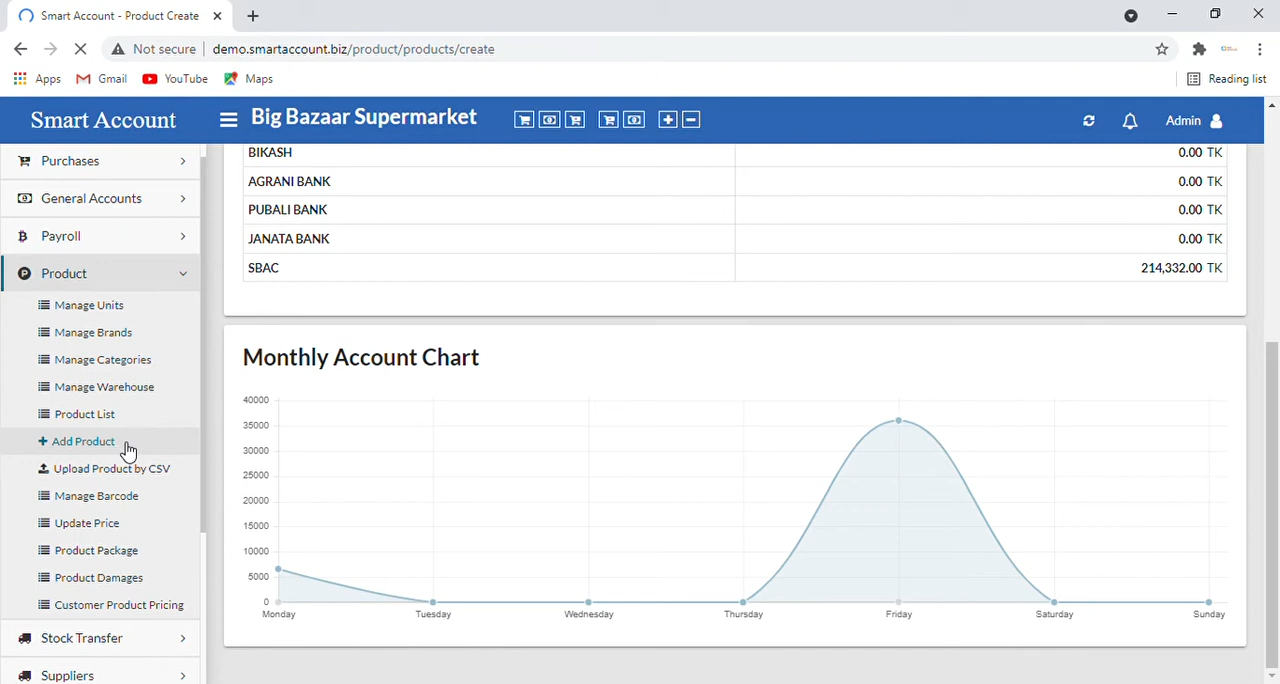 Smart Account - Product Create
Not secure demo.smartaccount.biz/product/products/create
Apps Gmail YouTube Maps Reading list
Smart Account Big Bazaar Supermarket Admin
Purchases
General Accounts
Payroll
Product
Manage Units
Manage Brands
Manage Categories
Manage Warehouse
Product List
Add Product
Upload Product by CSV
Manage Barcode
Update Price
Product Package
Product Damages
Customer Product Pricing
Stock Transfer
Suppliers
BIKASH 0.00 TK
AGRANI BANK 0.00 TK
PUBALI BANK 0.00 TK
JANATA BANK 0.00 TK
SBAC 214,332.00 TK
Monthly Account Chart
40000
35000
30000
25000
20000
15000
10000
5000
0
Monday Tuesday Wednesday Thursday Friday Saturday Sunday